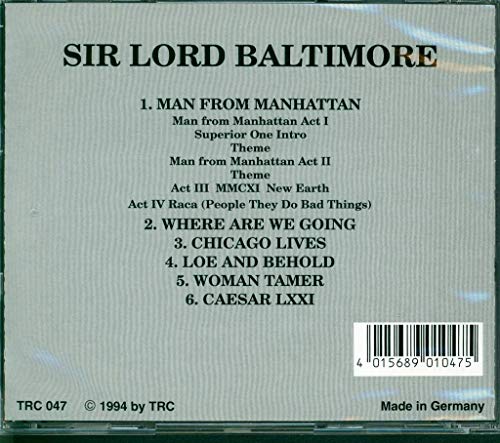 SIR LORD BALTIMORE
1. MAN FROM MANHATTAN
Man from Manhattan Act I
Superior One Intro
Theme
Man from Manhattan Act II
Theme
Act III MMCXI New Earth
Act IV Raca (People They Do Bad Things)
2. WHERE ARE WE GOING
3. CHICAGO LIVES
4. LOE AND BEHOLD
5. WOMAN TAMER
6. CAESAR LXXI
4 015689 010475
TRC 047 © 1994 by TRC Made in Germany